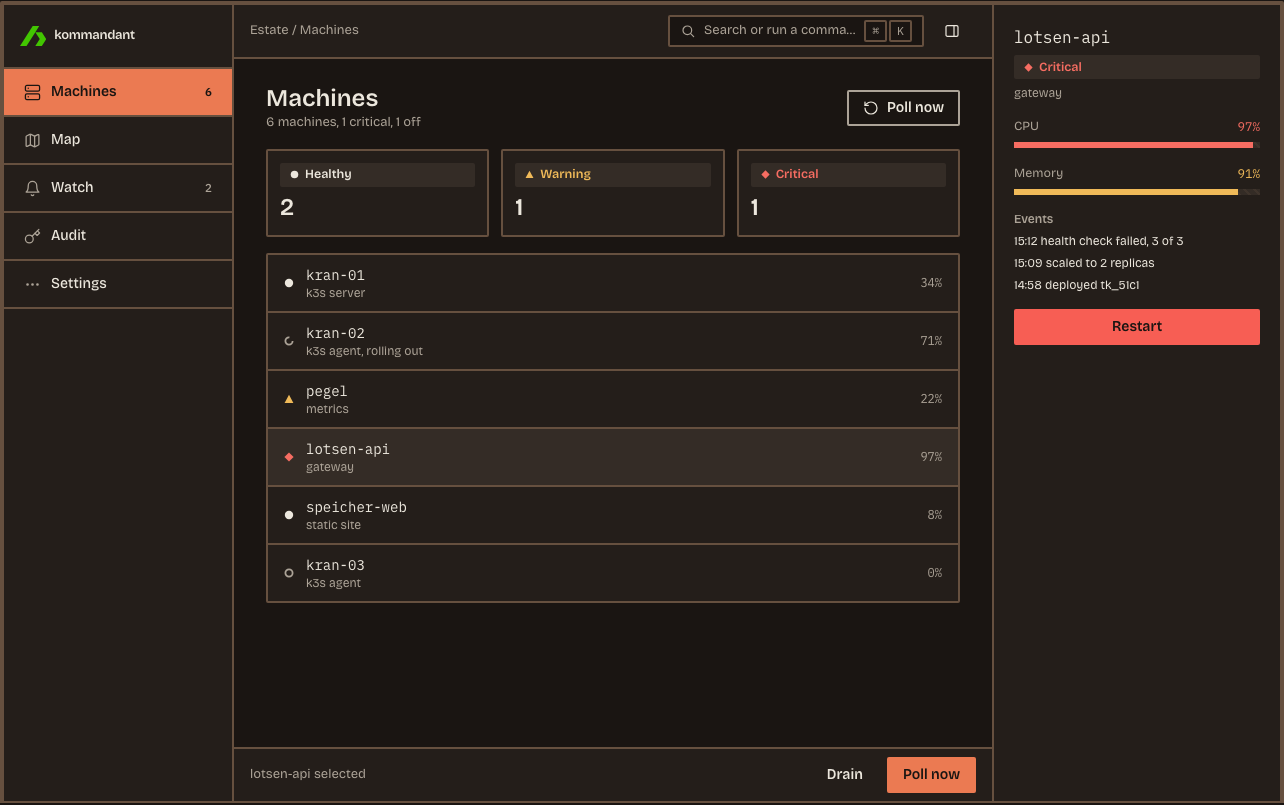 kommandant
Machines 6
Map
Watch 2
Audit
Settings
Estate / Machines
Search or run a comma... ⌘ K
Machines
6 machines, 1 critical, 1 off
Poll now
Healthy
2
Warning
1
Critical
1
kran-01
k3s server
34%
kran-02
k3s agent, rolling out
71%
pegel
metrics
22%
lotsen-api
gateway
97%
speicher-web
static site
8%
kran-03
k3s agent
0%
lotsen-api selected
Drain
Poll now
lotsen-api
Critical
gateway
CPU 97%
Memory 91%
Events
15:12 health check failed, 3 of 3
15:09 scaled to 2 replicas
14:58 deployed tk_51c1
Restart